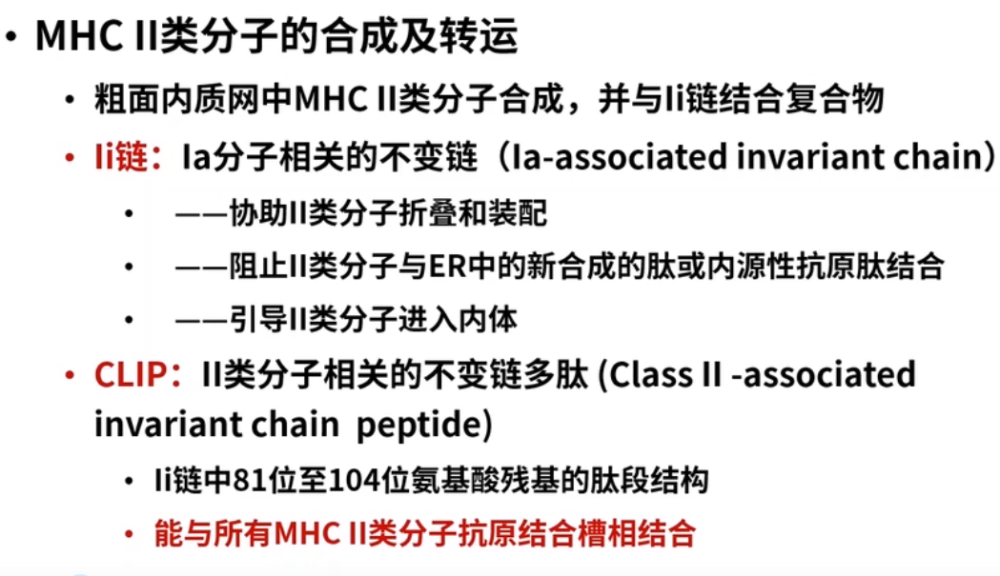 • MHC II类分子的合成及转运
• 粗面内质网中MHC II类分子合成，并与Ii链结合复合物
• Ii链：Ia分子相关的不变链（Ia-associated invariant chain）
• ——协助II类分子折叠和装配
• ——阻止II类分子与ER中的新合成的肽或内源性抗原肽结合
• ——引导II类分子进入内体
• CLIP：II类分子相关的不变链多肽 (Class II -associated
invariant chain peptide)
• Ii链中81位至104位氨基酸残基的肽段结构
• 能与所有MHC II类分子抗原结合槽相结合